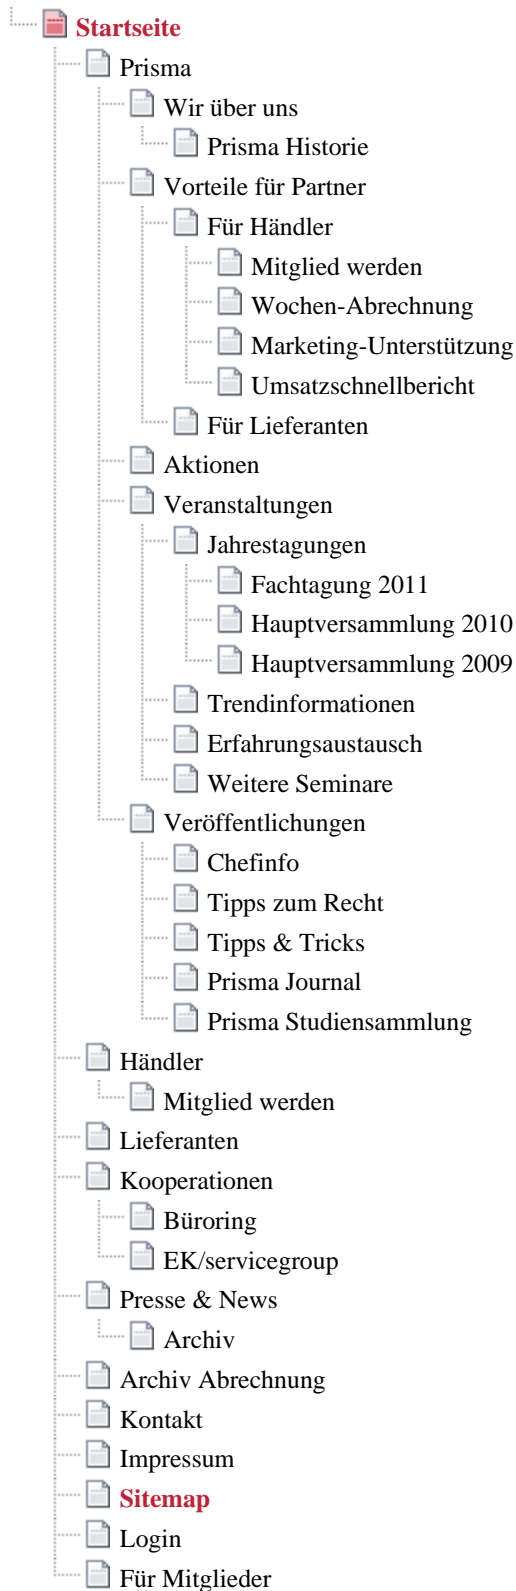 Startseite
Prisma
Wir über uns
Prisma Historie
Vorteile für Partner
Für Händler
Mitglied werden
Wochen-Abrechnung
Marketing-Unterstützung
Umsatzschnellbericht
Für Lieferanten
Aktionen
Veranstaltungen
Jahrestagungen
Fachtagung 2011
Hauptversammlung 2010
Hauptversammlung 2009
Trendinformationen
Erfahrungsaustausch
Weitere Seminare
Veröffentlichungen
Chefinfo
Tipps zum Recht
Tipps & Tricks
Prisma Journal
Prisma Studiensammlung
Händler
Mitglied werden
Lieferanten
Kooperationen
Büroring
EK/servicegroup
Presse & News
Archiv
Archiv Abrechnung
Kontakt
Impressum
Sitemap
Login
Für Mitglieder